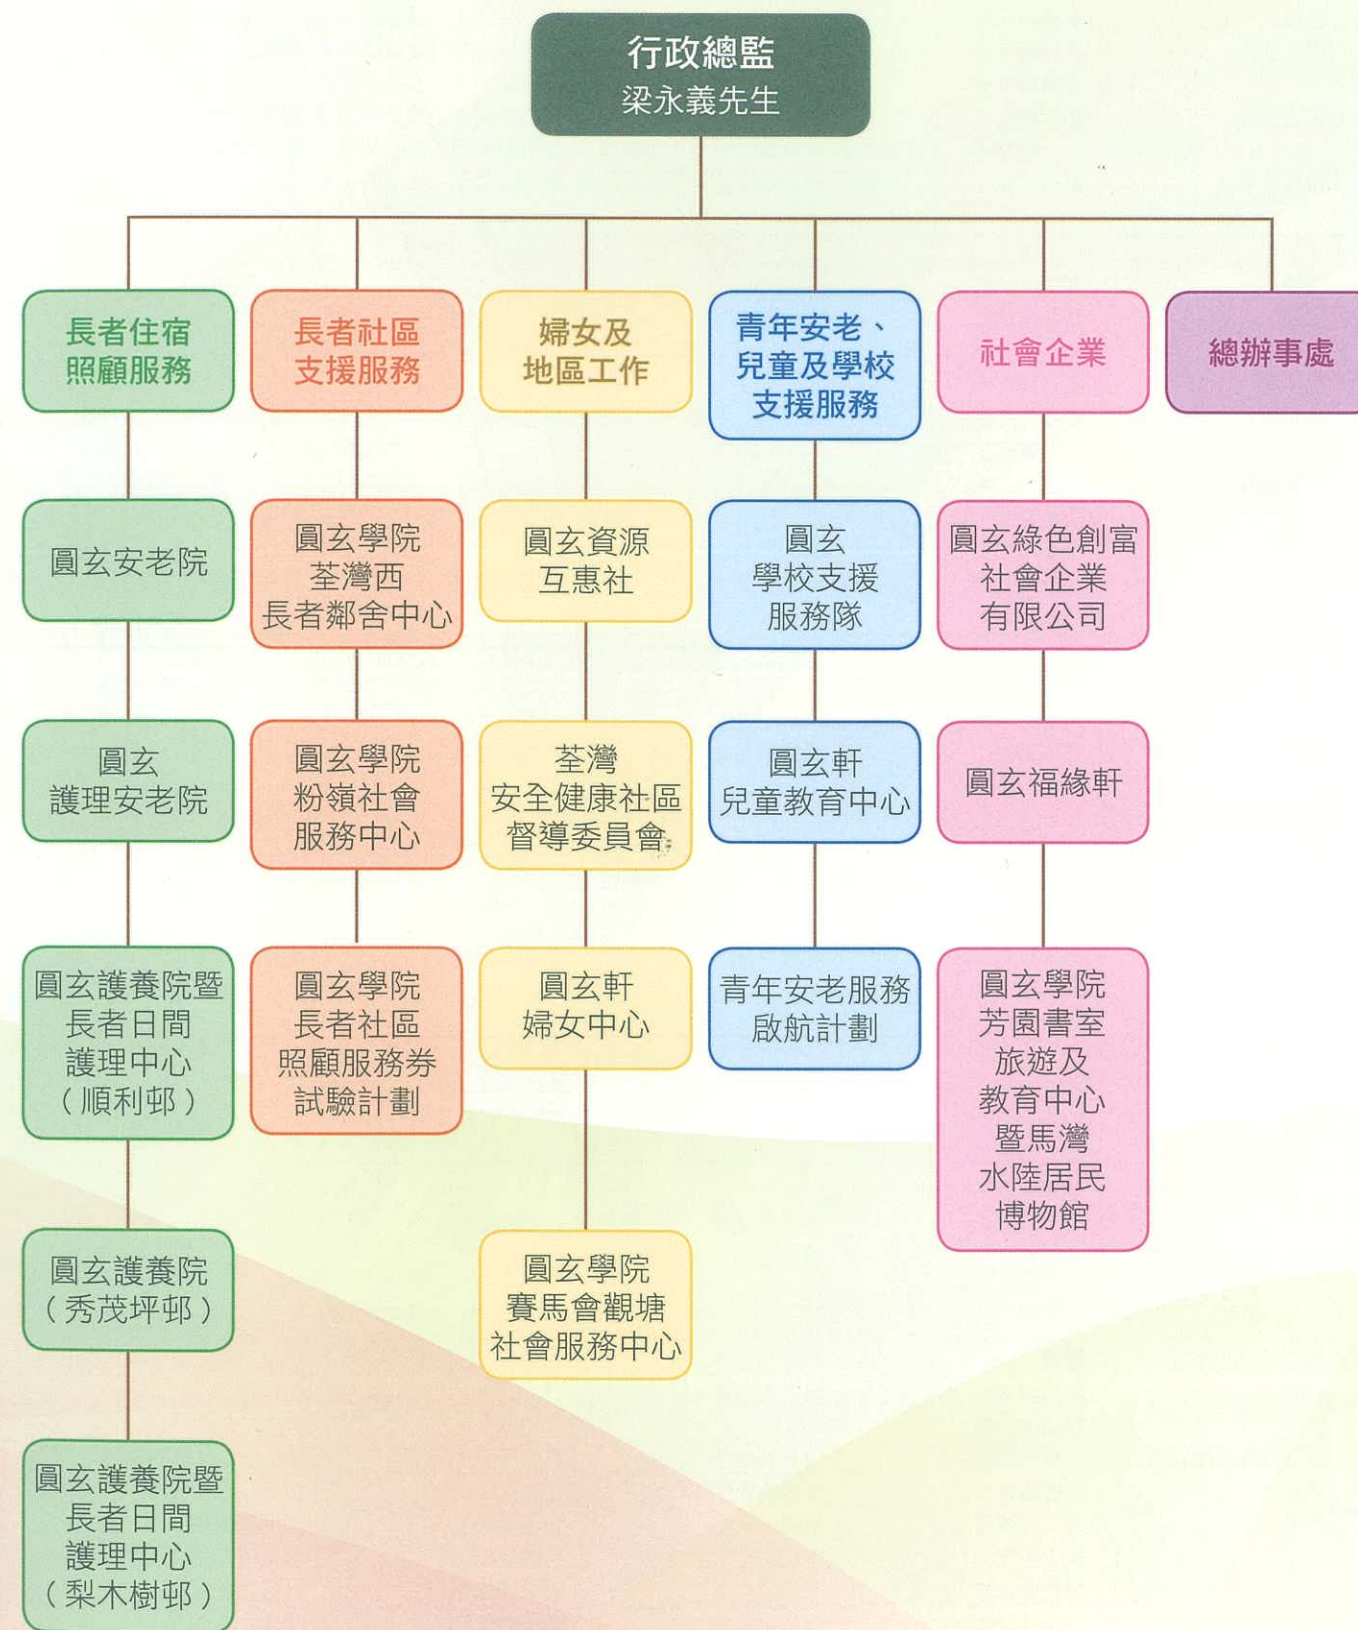 行政總監
梁永義先生
長者住宿
照顧服務
長者社區
支援服務
婦女及
地區工作
青年安老、
兒童及學校
支援服務
社會企業
總辦事處
圓玄安老院
圓玄
護理安老院
圓玄護養院暨
長者日間
護理中心
（順利邨）
圓玄護養院
（秀茂坪邨）
圓玄護養院暨
長者日間
護理中心
（梨木樹邨）
圓玄學院
荃灣西
長者鄰舍中心
圓玄學院
粉嶺社會
服務中心
圓玄學院
長者社區
照顧服務券
試驗計劃
圓玄資源
互惠社
荃灣
安全健康社區
督導委員會
圓玄軒
婦女中心
圓玄學院
賽馬會觀塘
社會服務中心
圓玄
學校支援
服務隊
圓玄軒
兒童教育中心
青年安老服務
啟航計劃
圓玄綠色創富
社會企業
有限公司
圓玄福緣軒
圓玄學院
芳園書室
旅遊及
教育中心
暨馬灣
水陸居民
博物館